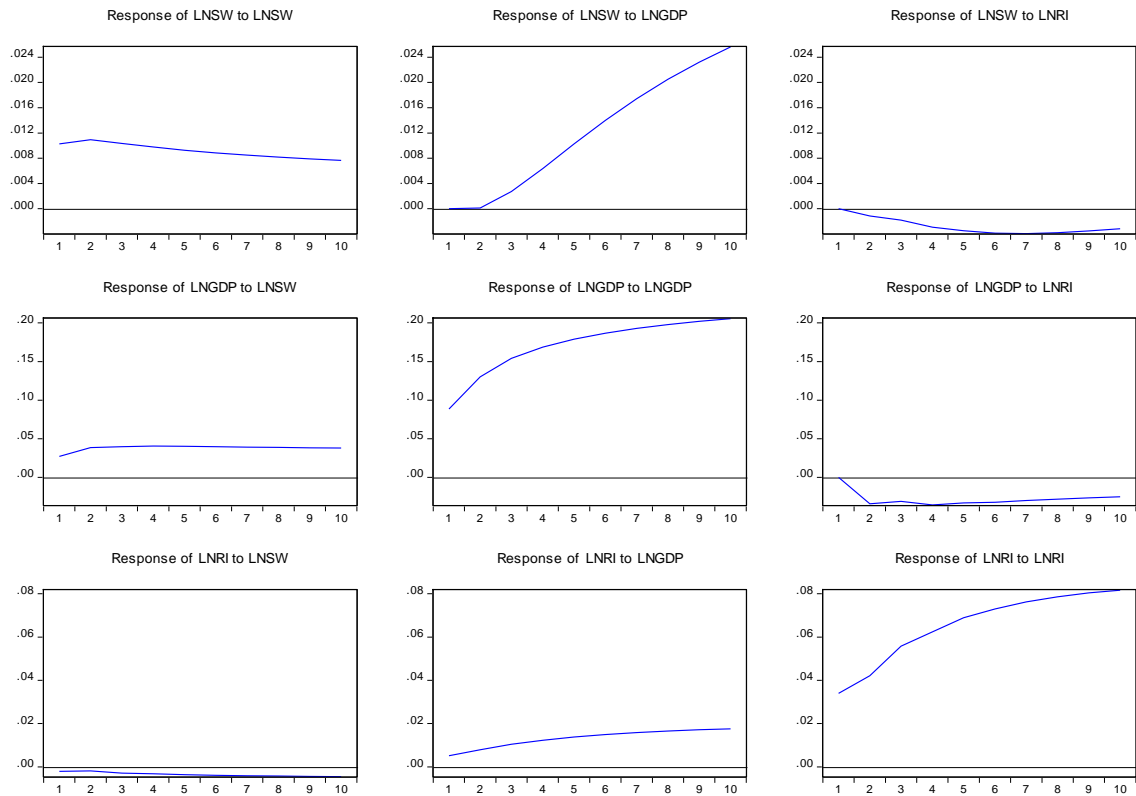 Response of LNSW to LNSW
.024
.020
.016
.012
.008
.004
.000
1 2 3 4 5 6 7 8 9 10
Response of LNSW to LNGDP
.024
.020
.016
.012
.008
.004
.000
1 2 3 4 5 6 7 8 9 10
Response of LNSW to LNRI
.024
.020
.016
.012
.008
.004
.000
1 2 3 4 5 6 7 8 9 10
Response of LNGDP to LNSW
.20
.15
.10
.05
.00
1 2 3 4 5 6 7 8 9 10
Response of LNGDP to LNGDP
.20
.15
.10
.05
.00
1 2 3 4 5 6 7 8 9 10
Response of LNGDP to LNRI
.20
.15
.10
.05
.00
1 2 3 4 5 6 7 8 9 10
Response of LNRI to LNSW
.08
.06
.04
.02
.00
1 2 3 4 5 6 7 8 9 10
Response of LNRI to LNGDP
.08
.06
.04
.02
.00
1 2 3 4 5 6 7 8 9 10
Response of LNRI to LNRI
.08
.06
.04
.02
.00
1 2 3 4 5 6 7 8 9 10